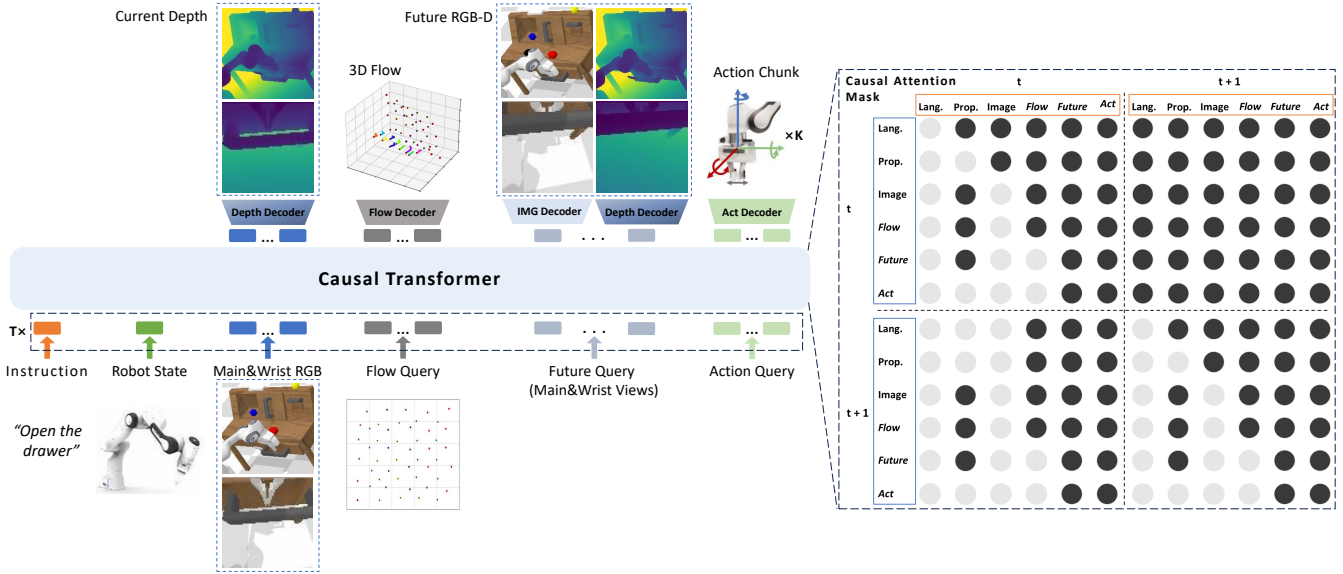 Current Depth
Future RGB-D
3D Flow
Action Chunk
×K
Depth Decoder
Flow Decoder
IMG Decoder
Depth Decoder
Act Decoder
... ... . . . ...
Causal Transformer
T×
... ... . . . ...
Instruction
Robot State
Main&Wrist RGB
Flow Query
Future Query
(Main&Wrist Views)
Action Query
“Open the
drawer”
Causal Attention
Mask
t
t + 1
Lang. Prop. Image Flow Future Act
Lang. Prop. Image Flow Future Act
t
Lang.
Prop.
Image
Flow
Future
Act
t + 1
Lang.
Prop.
Image
Flow
Future
Act